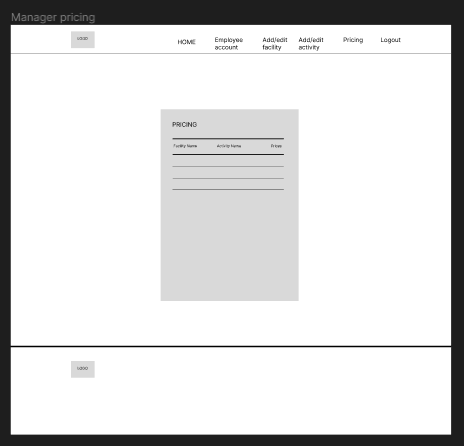 Manager pricing
LOGO
HOME
Employee account
Add/edit facility
Add/edit activity
Pricing
Logout
PRICING
Facility Name
Activity Name
Prices
LOGO